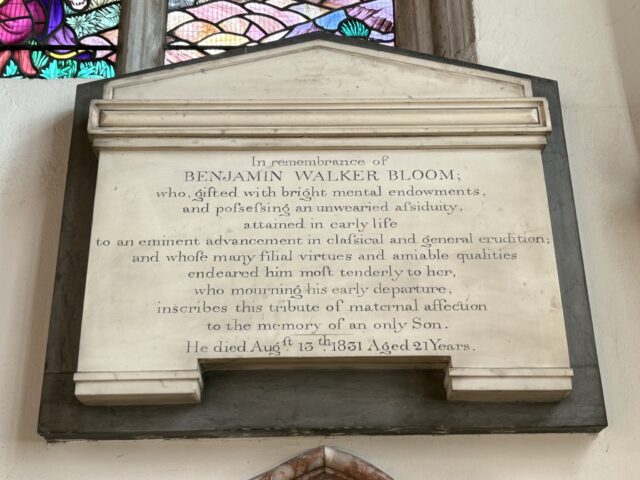 In remembrance of
BENJAMIN WALKER BLOOM;
who, gifted with bright mental endowments,
and poſseſsing an unwearied aſsiduity,
attained in early life
to an eminent advancement in claſsical and general erudition;
and whoſe many filial virtues and amiable qualities
endeared him moſt tenderly to her,
who mourning his early departure,
inscribes this tribute of maternal affection
to the memory of an only Son.
He died Augſt. 13th. 1831 Aged 21 Years.